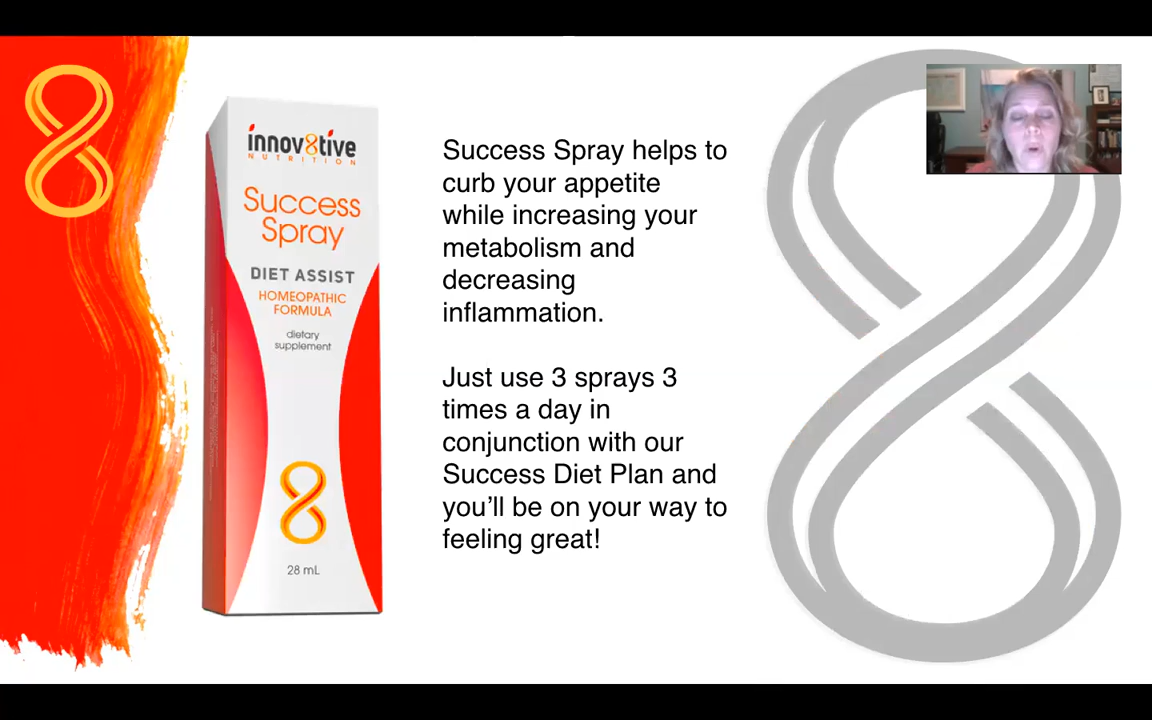 innov8tive
NUTRITION
Success
Spray
DIET ASSIST
HOMEOPATHIC
FORMULA
dietary
supplement
28 mL
Success Spray helps to
curb your appetite
while increasing your
metabolism and
decreasing
inflammation.
Just use 3 sprays 3
times a day in
conjunction with our
Success Diet Plan and
you’ll be on your way to
feeling great!